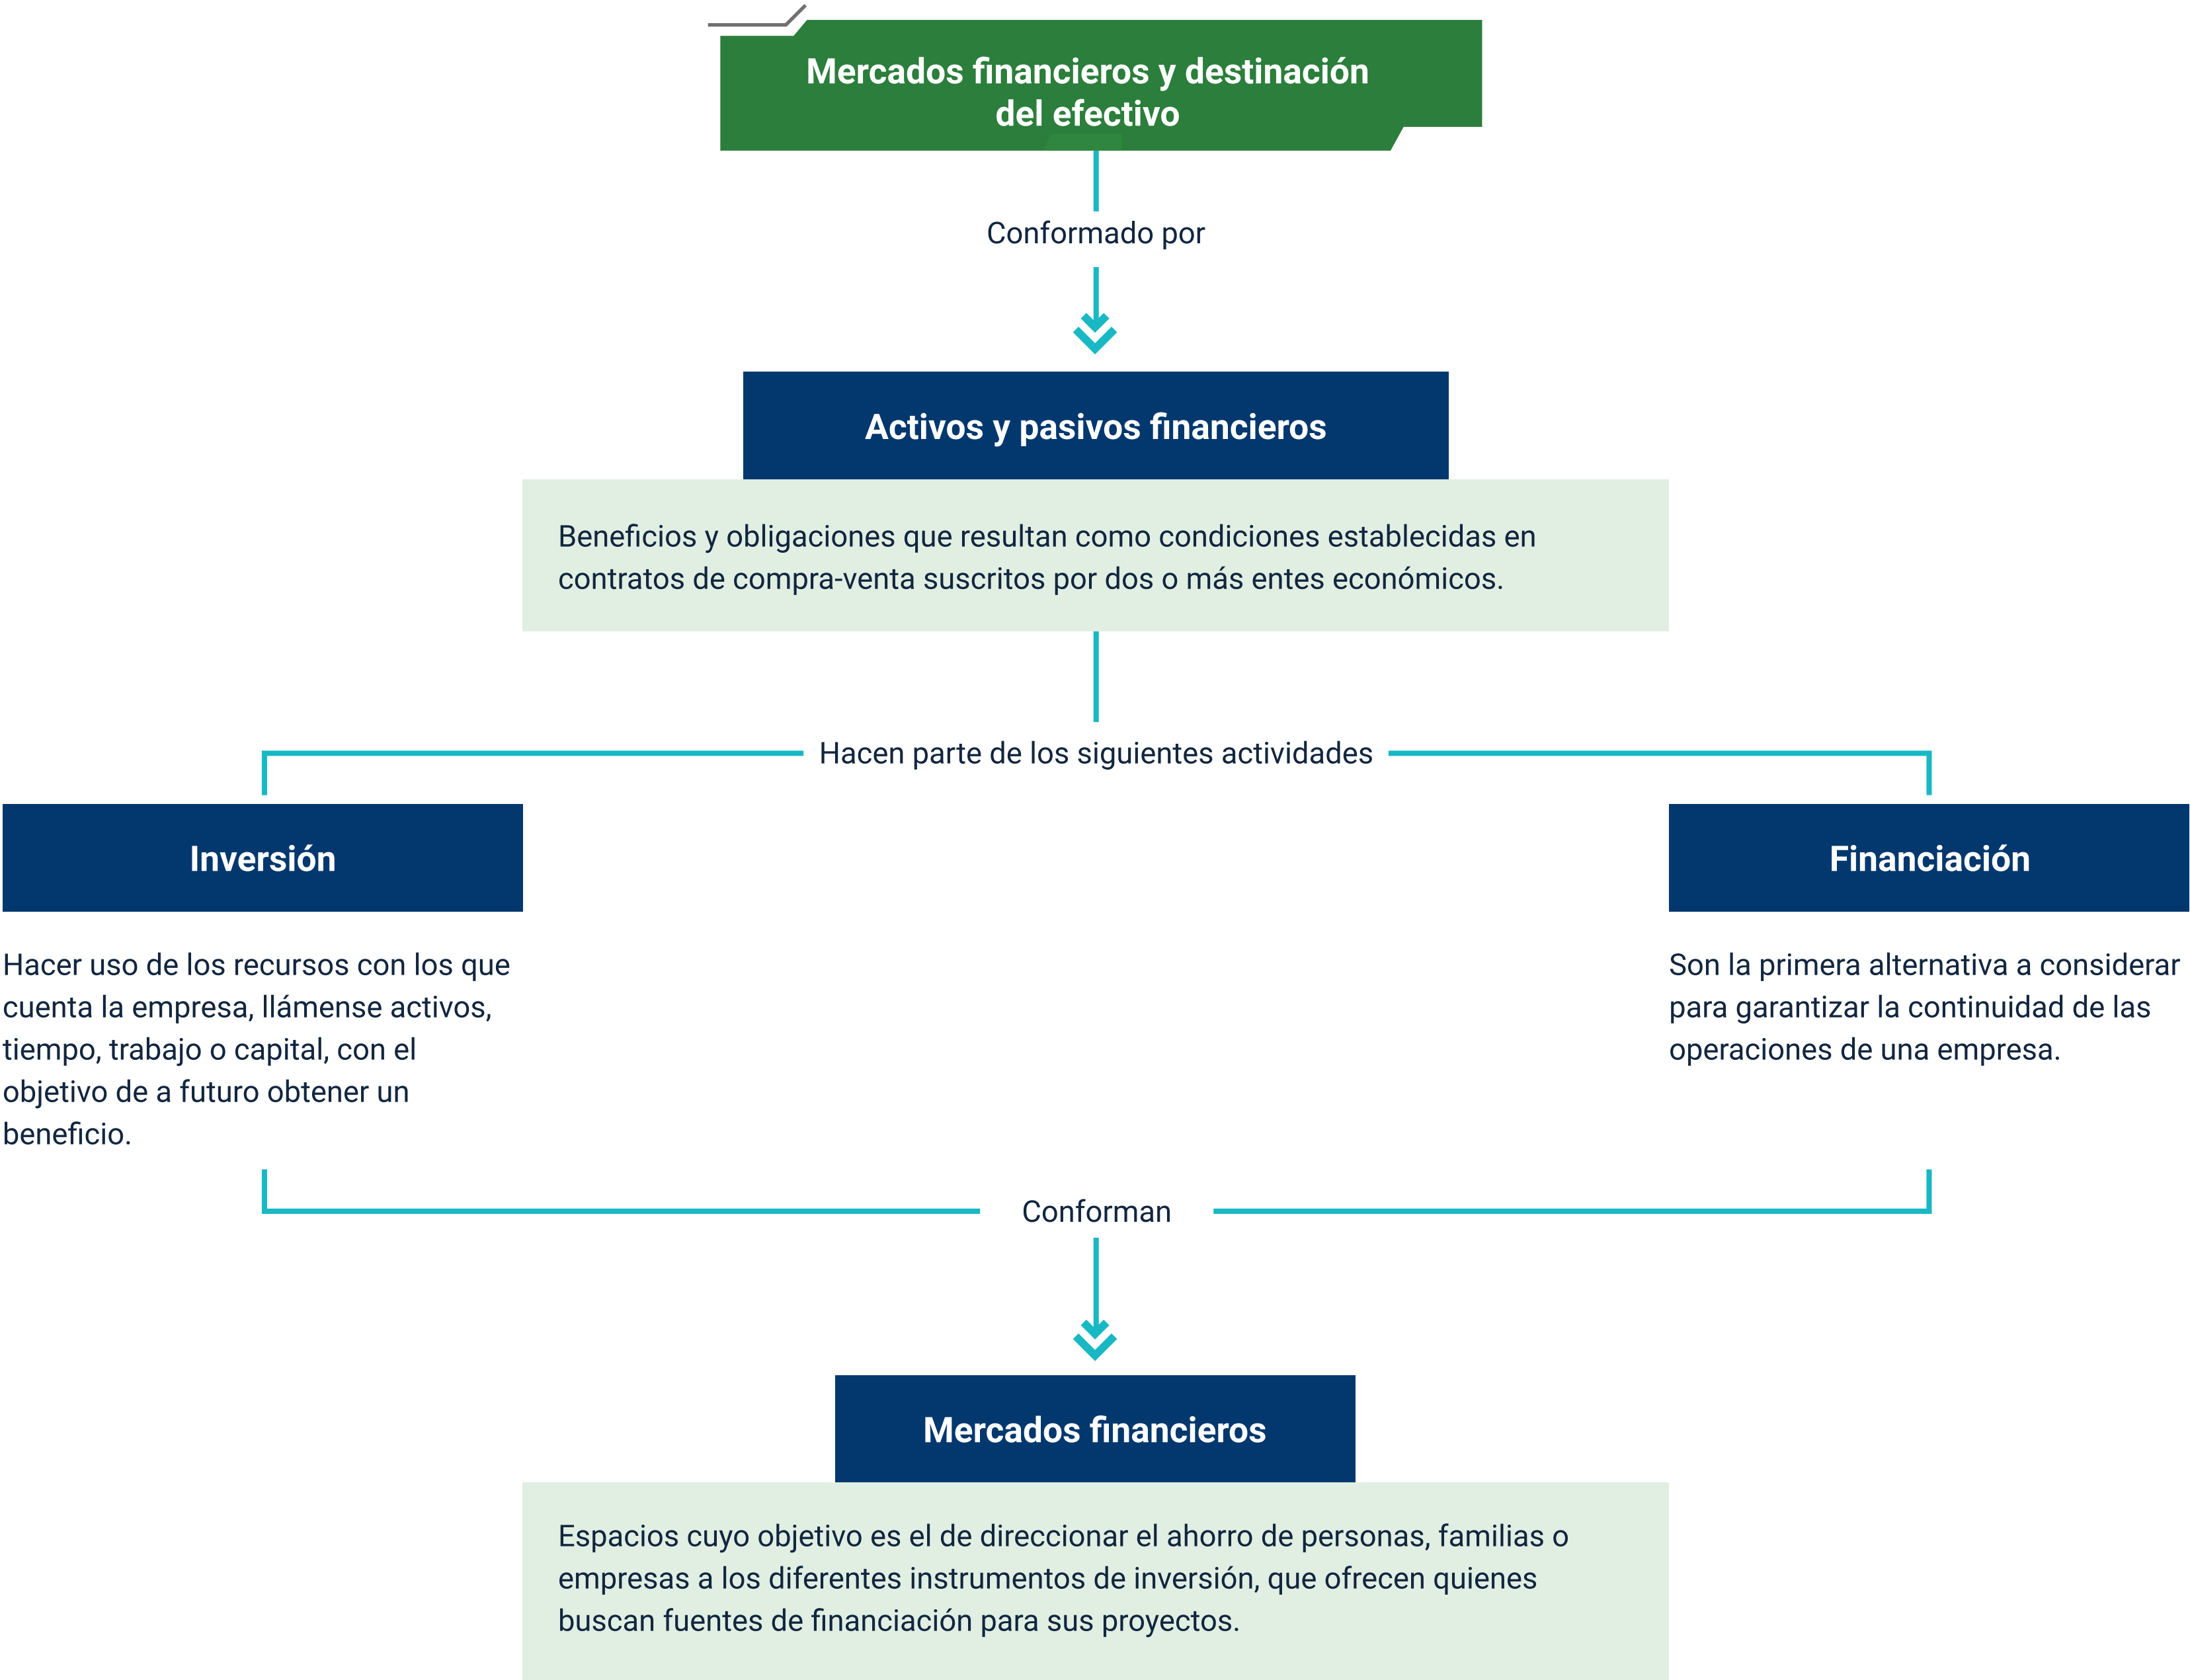 Mercados financieros y destinación
del efectivo
Conformado por
Activos y pasivos financieros
Beneficios y obligaciones que resultan como condiciones establecidas en
contratos de compra-venta suscritos por dos o más entes económicos.
Hacen parte de los siguientes actividades
Inversión
Hacer uso de los recursos con los que
cuenta la empresa, llámense activos,
tiempo, trabajo o capital, con el
objetivo de a futuro obtener un
beneficio.
Financiación
Son la primera alternativa a considerar
para garantizar la continuidad de las
operaciones de una empresa.
Conforman
Mercados financieros
Espacios cuyo objetivo es el de direccionar el ahorro de personas, familias o
empresas a los diferentes instrumentos de inversión, que ofrecen quienes
buscan fuentes de financiación para sus proyectos.